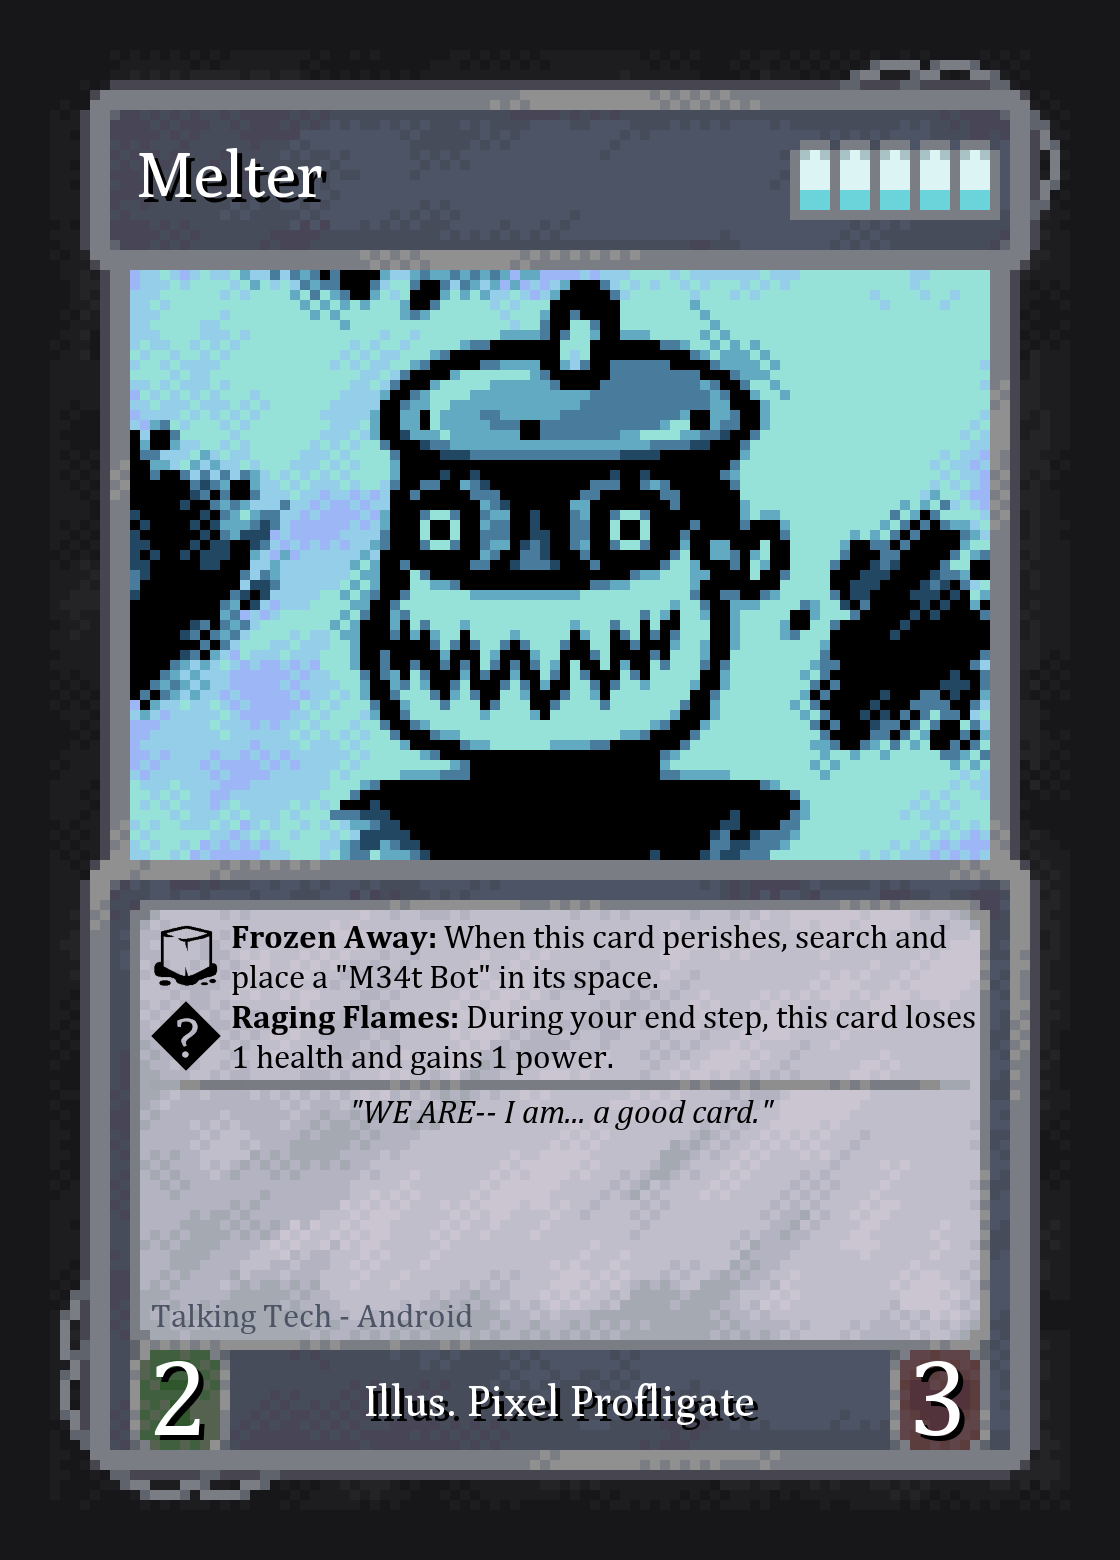 Melter
Frozen Away: When this card perishes, search and
place a "M34t Bot" in its space.
?
Raging Flames: During your end step, this card loses
1 health and gains 1 power.
"WE ARE-- I am... a good card."
Talking Tech - Android
2
Illus. Pixel Profligate
3